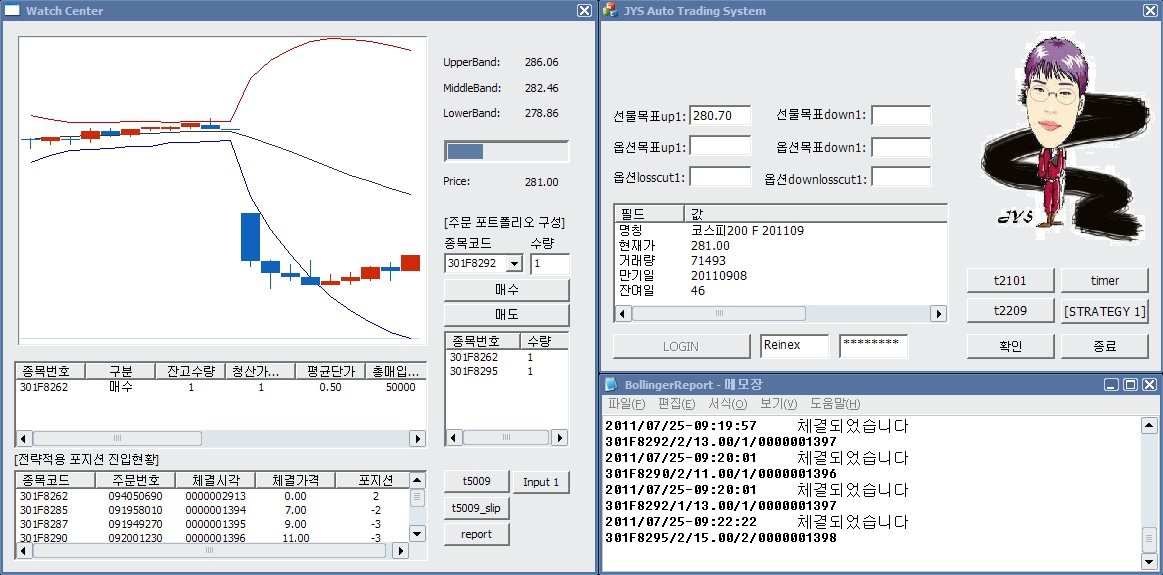 Watch Center
UpperBand: 286.06
MiddleBand: 282.46
LowerBand: 278.86
Price: 281.00
[주문 포트폴리오 구성]
종목코드 수량
301F8292 1
매수
매도
종목번호 수량
301F8262 1
301F8295 1
종목번호 구분 잔고수량 청산가... 평균단가 총매입...
301F8262 매수 1 1 0.50 50000
[전략적용 포지션 진입현황]
종목코드 주문번호 체결시각 체결가격 포지션
301F8262 094050690 0000002913 0.00 2
301F8285 091958010 0000001394 7.00 -2
301F8287 091949270 0000001395 9.00 -3
301F8290 092001230 0000001396 11.00 -3
t5009 Input 1
t5009_slip
report
JYS Auto Trading System
선물목표up1: 280.70 선물목표down1:
옵션목표up1: 옵션목표down1:
옵션losscut1: 옵션downlosscut1:
필드 값
명칭 코스피200 F 201109
현재가 281.00
거래량 71493
만기일 20110908
잔여일 46
JYS
t2101 timer
t2209 [STRATEGY 1]
LOGIN Reinex ******** 확인 종료
BollingerReport - 메모장
파일(F) 편집(E) 서식(O) 보기(V) 도움말(H)
2011/07/25-09:19:57 체결되었습니다
301F8292/2/13.00/1/0000001397
2011/07/25-09:20:01 체결되었습니다
301F8290/2/11.00/1/0000001396
2011/07/25-09:20:01 체결되었습니다
301F8292/1/13.00/1/0000001397
2011/07/25-09:22:22 체결되었습니다
301F8295/2/15.00/2/0000001398